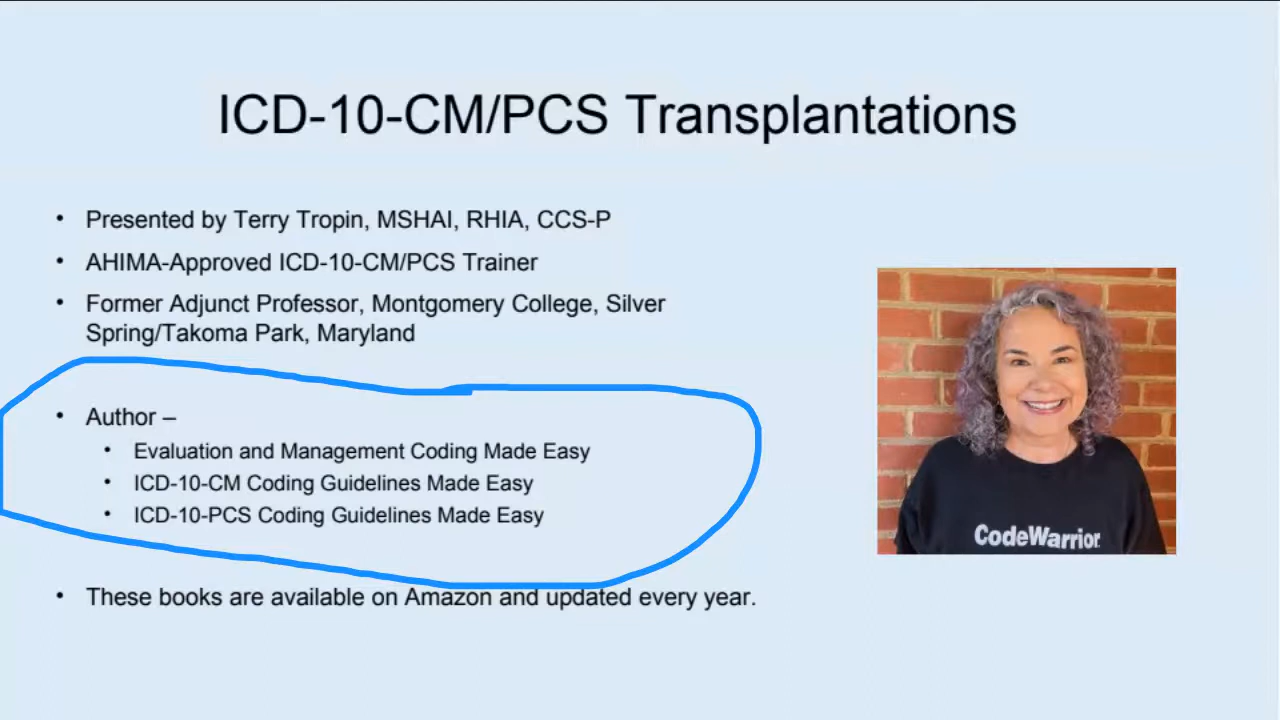 ICD-10-CM/PCS Transplantations
• Presented by Terry Tropin, MSHAI, RHIA, CCS-P
• AHIMA-Approved ICD-10-CM/PCS Trainer
• Former Adjunct Professor, Montgomery College, Silver
Spring/Takoma Park, Maryland
• Author –
• Evaluation and Management Coding Made Easy
• ICD-10-CM Coding Guidelines Made Easy
• ICD-10-PCS Coding Guidelines Made Easy
• These books are available on Amazon and updated every year.
CodeWarrior